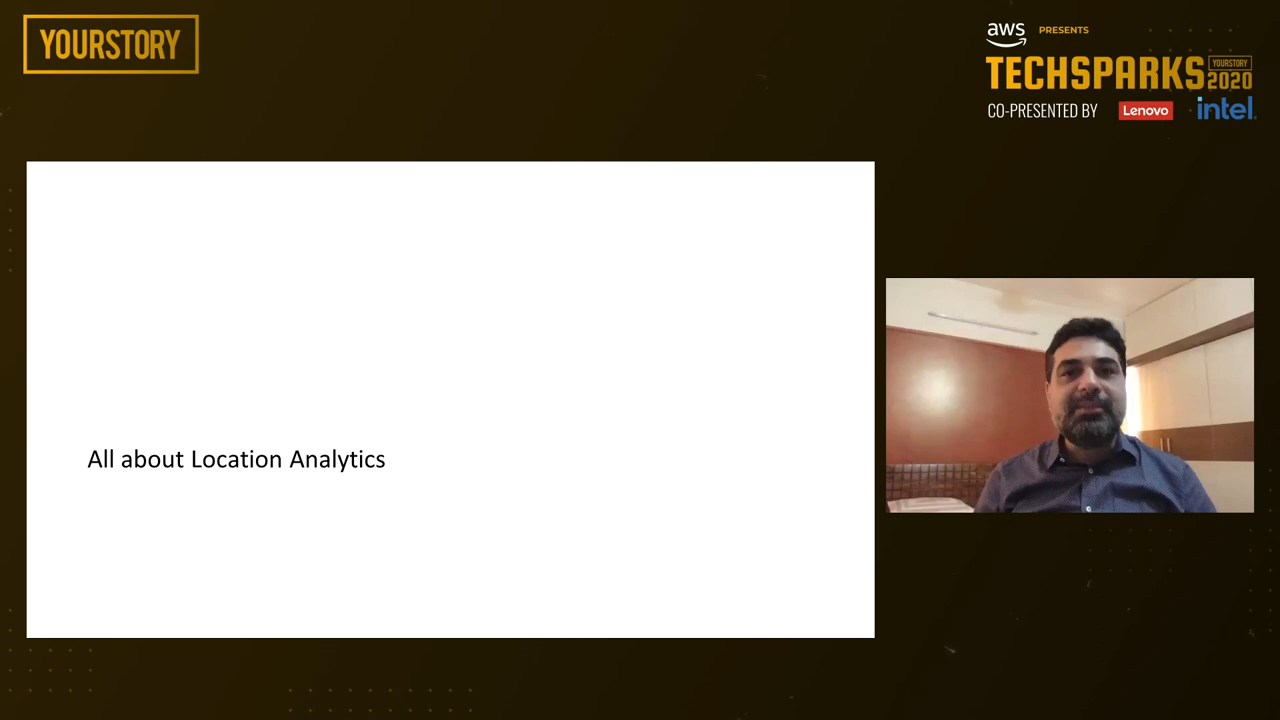 YOURSTORY
aws PRESENTS
TECHSPARKS YOURSTORY 2020
CO-PRESENTED BY Lenovo intel.
All about Location Analytics